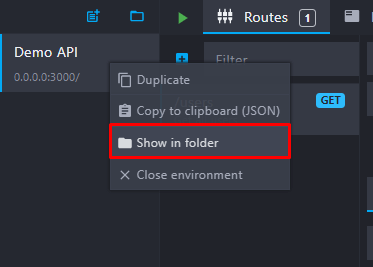 Routes 1
Demo API
0.0.0.0:3000/
Filter
Duplicate
Copy to clipboard (JSON)
GET
Show in folder
Close environment